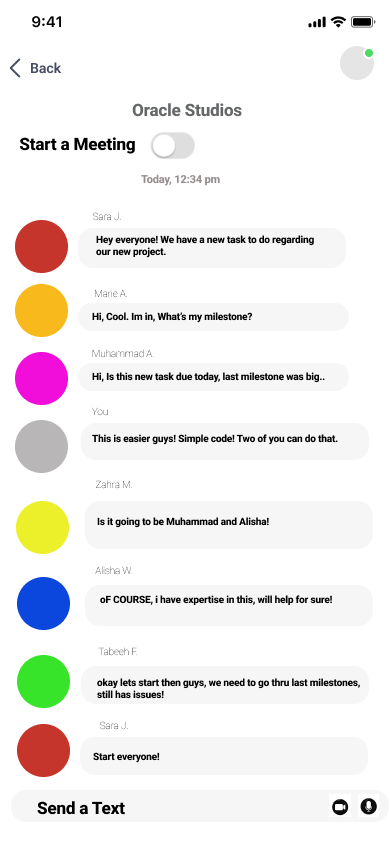 9:41
Back
Oracle Studios
Start a Meeting
Today, 12:34 pm
Sara J.
Hey everyone! We have a new task to do regarding
our new project.
Marie A.
Hi, Cool. Im in, What's my milestone?
Muhammad A.
Hi, Is this new task due today, last milestone was big..
You
This is easier guys! Simple code! Two of you can do that.
Zahra M.
Is it going to be Muhammad and Alisha!
Alisha W.
oF COURSE, i have expertise in this, will help for sure!
Tabeeh F.
okay lets start then guys, we need to go thru last milestones,
still has issues!
Sara J.
Start everyone!
Send a Text